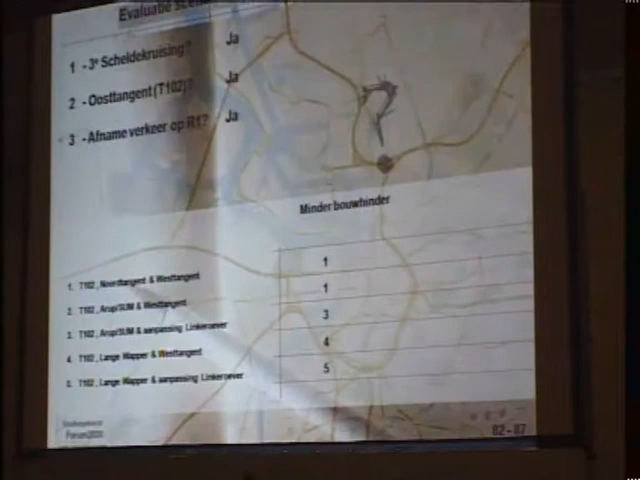 Evaluatie
1 - 3e Scheldekruising? Ja
2 - Oosttangent (T102)? Ja
3 - Afname verkeer op R1? Ja
Minder bouwhinder
1. T102, Noordtangent & Westtangent 1
2. T102, Arup/SUM & Westtangent 1
3. T102, Arup/SUM & aanpassing Linkeroever 3
4. T102, Lange Wapper & Westtangent 4
5. T102, Lange Wapper & aanpassing Linkeroever 5
Forum2020
82 - 87